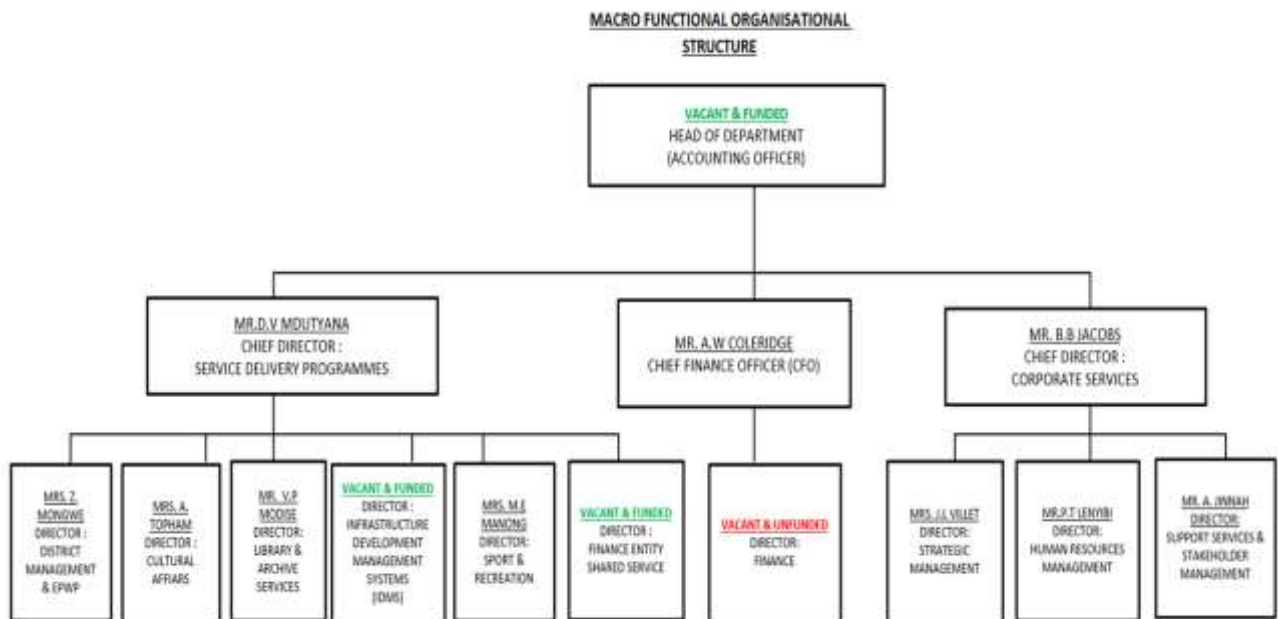 MACRO FUNCTIONAL ORGANISATIONAL
STRUCTURE
VACANT & FUNDED
HEAD OF DEPARTMENT
(ACCOUNTING OFFICER)
MR.D.V MDUTYANA
CHIEF DIRECTOR :
SERVICE DELIVERY PROGRAMMES
MR. A.W COLERIDGE
CHIEF FINANCE OFFICER (CFO)
MR. B.B JACOBS
CHIEF DIRECTOR :
CORPORATE SERVICES
MRS. Z.
MONGWE
DIRECTOR :
DISTRICT
MANAGEMENT
& EPWP
MRS. A.
TOPHAM
DIRECTOR :
CULTURAL
AFFIARS
MR. V.P
MODISE
DIRECTOR:
LIBRARY &
ARCHIVE
SERVICES
VACANT & FUNDED
DIRECTOR :
INFRASTRUCTURE
DEVELOPMENT
MANAGEMENT
SYSTEMS
(IDMS)
MRS. M.E
MANONG
DIRECTOR:
SPORT &
RECREATION
VACANT & FUNDED
DIRECTOR :
FINANCE ENTITY
SHARED SERVICE
VACANT & UNFUNDED
DIRECTOR:
FINANCE
MRS. J.L VILLET
DIRECTOR:
STRATEGIC
MANAGEMENT
MR.P.T LENYIBI
DIRECTOR:
HUMAN RESOURCES
MANAGEMENT
MR. A. JINNAH
DIRECTOR:
SUPPORT SERVICES &
STAKEHOLDER
MANAGEMENT